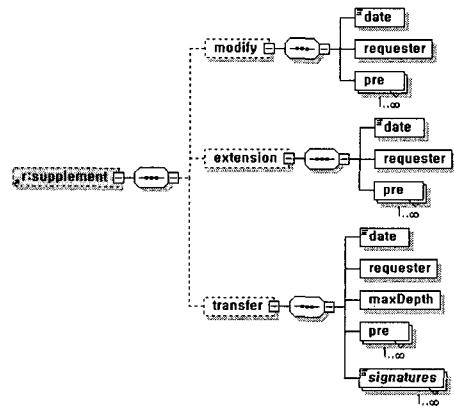 date
modify
requester
pre
1..∞
date
extension
requester
r:supplement
pre
1..∞
date
requester
transfer
maxDepth
pre
1..∞
signatures
1..∞